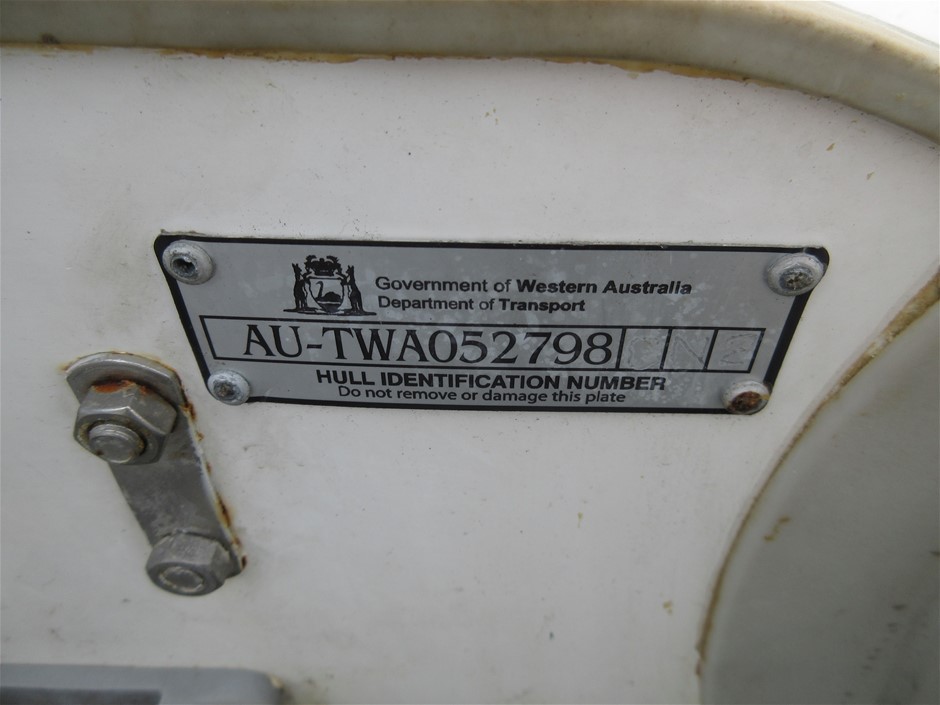 Government of Western Australia
Department of Transport
AU-TWA052798
HULL IDENTIFICATION NUMBER
Do not remove or damage this plate